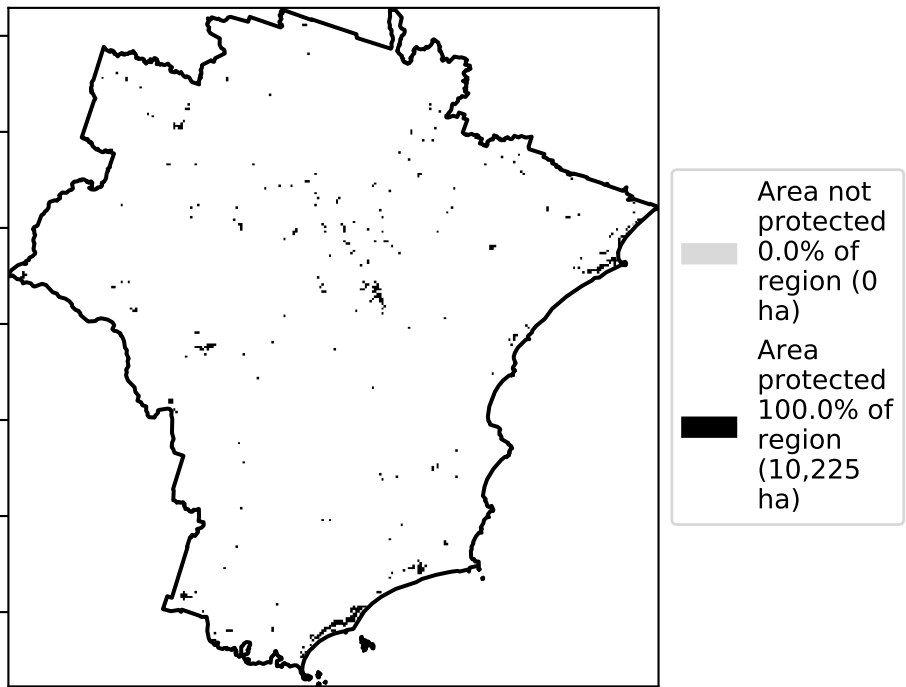 Area not
protected
0.0% of
region (0
ha)
Area
protected
100.0% of
region
(10,225
ha)